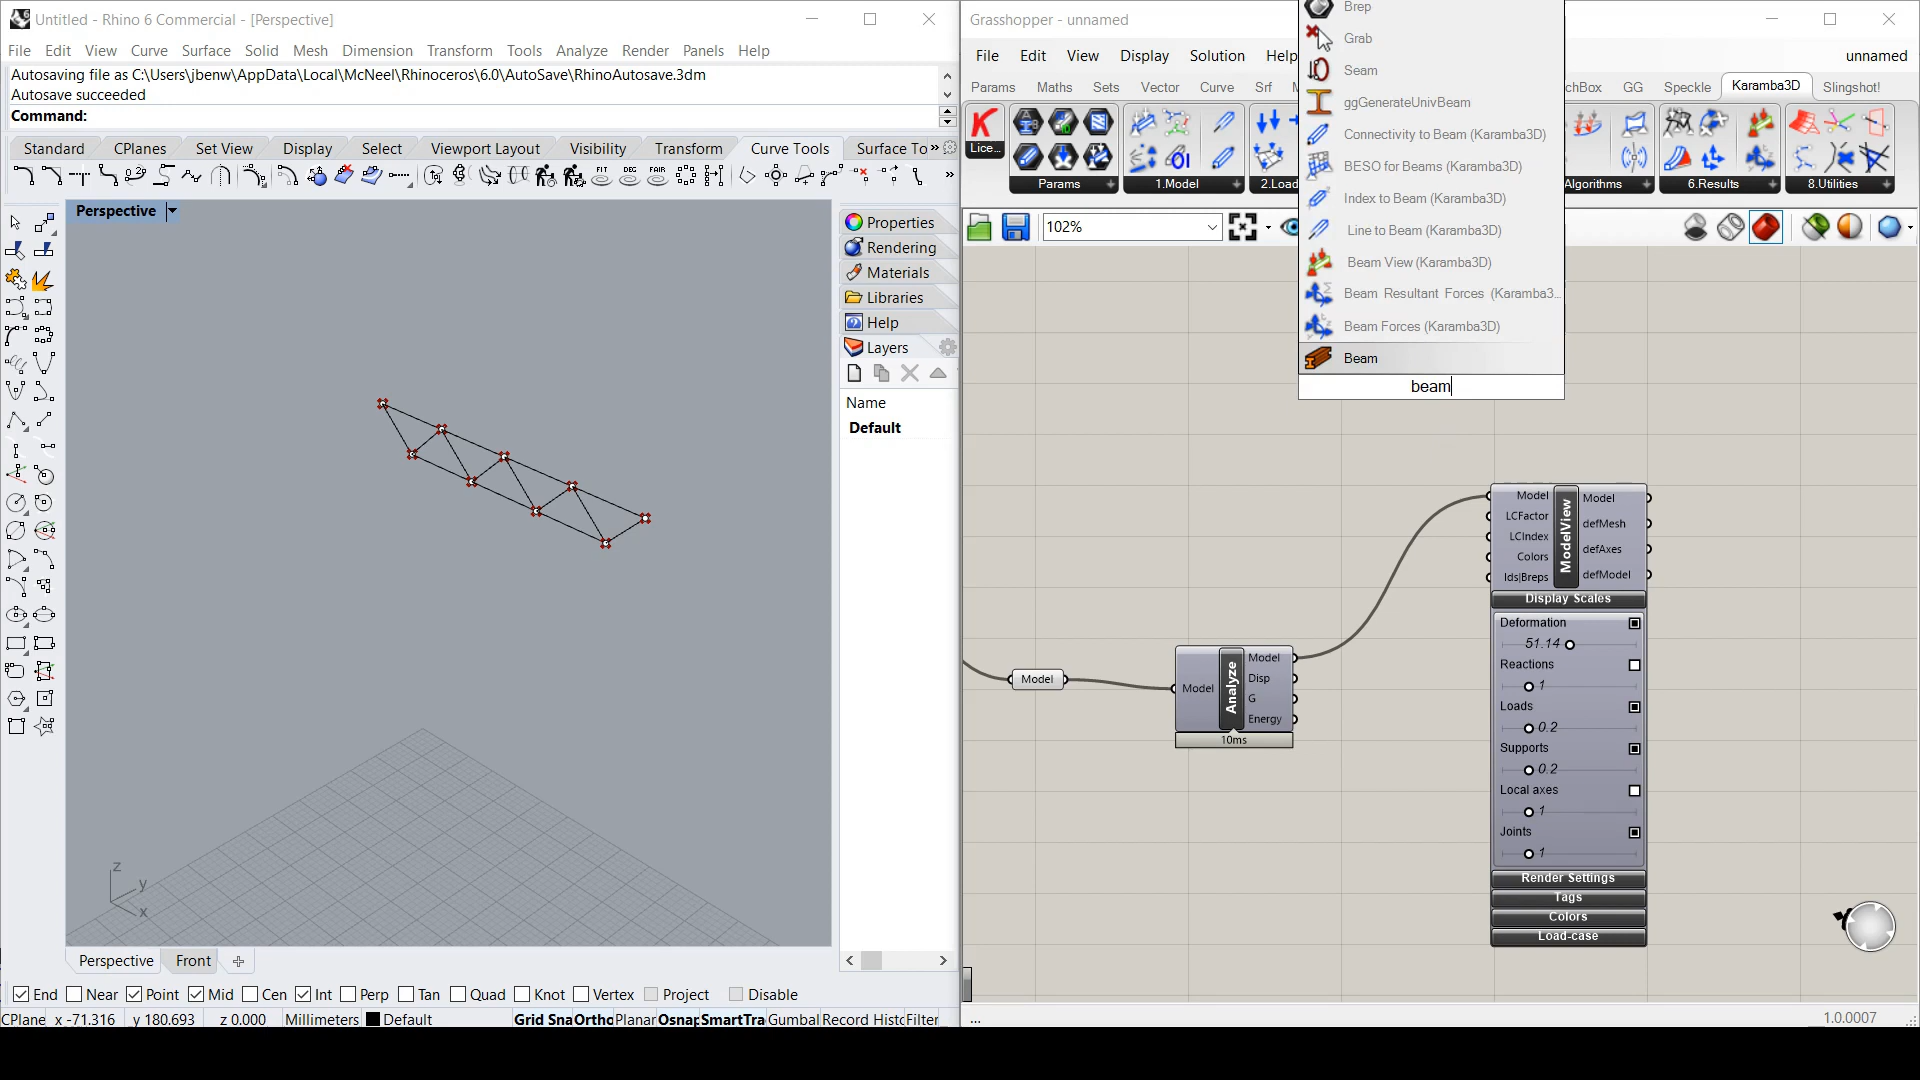 Untitled - Rhino 6 Commercial - [Perspective]
File Edit View Curve Surface Solid Mesh Dimension Transform Tools Analyze Render Panels Help
Autosaving file as C:\Users\jbenw\AppData\Local\McNeel\Rhinoceros\6.0\AutoSave\RhinoAutosave.3dm
Autosave succeeded
Command:
Standard CPlanes Set View Display Select Viewport Layout Visibility Transform Curve Tools Surface To »
Perspective
Properties
Rendering
Materials
Libraries
Help
Layers
Name
Default
z
y
x
Perspective Front
End Near Point Mid Cen Int Perp Tan Quad Knot Vertex Project Disable
CPlane x -71.316 y 180.693 z 0.000 Millimeters Default Grid Sna Ortho Planar Osnap SmartTra Gumbal Record Histo Filter
Grasshopper - unnamed
File Edit View Display Solution Help
unnamed
Params Maths Sets Vector Curve Srf
chBox GG Speckle Karamba3D Slingshot!
Lice...
Params 1.Model 2.Load
Algorithms 6.Results 8.Utilities
102%
Brep
Grab
Seam
ggGenerateUnivBeam
Connectivity to Beam (Karamba3D)
BESO for Beams (Karamba3D)
Index to Beam (Karamba3D)
Line to Beam (Karamba3D)
Beam View (Karamba3D)
Beam Resultant Forces (Karamba3...
Beam Forces (Karamba3D)
Beam
beam
Model
Model
Analyze
Model
Disp
G
Energy
10ms
Model
LCFactor
LCIndex
Colors
Ids|Breps
ModelView
Model
defMesh
defAxes
defModel
Display Scales
Deformation
51.14
Reactions
1
Loads
0.2
Supports
0.2
Local axes
1
Joints
1
Render Settings
Tags
Colors
Load-case
...
1.0.0007